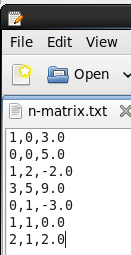 File Edit View
Open
n-matrix.txt
1,0,3.0
0,0,5.0
1,2,-2.0
3,5,9.0
0,1,-3.0
1,1,0.0
2,1,2.0